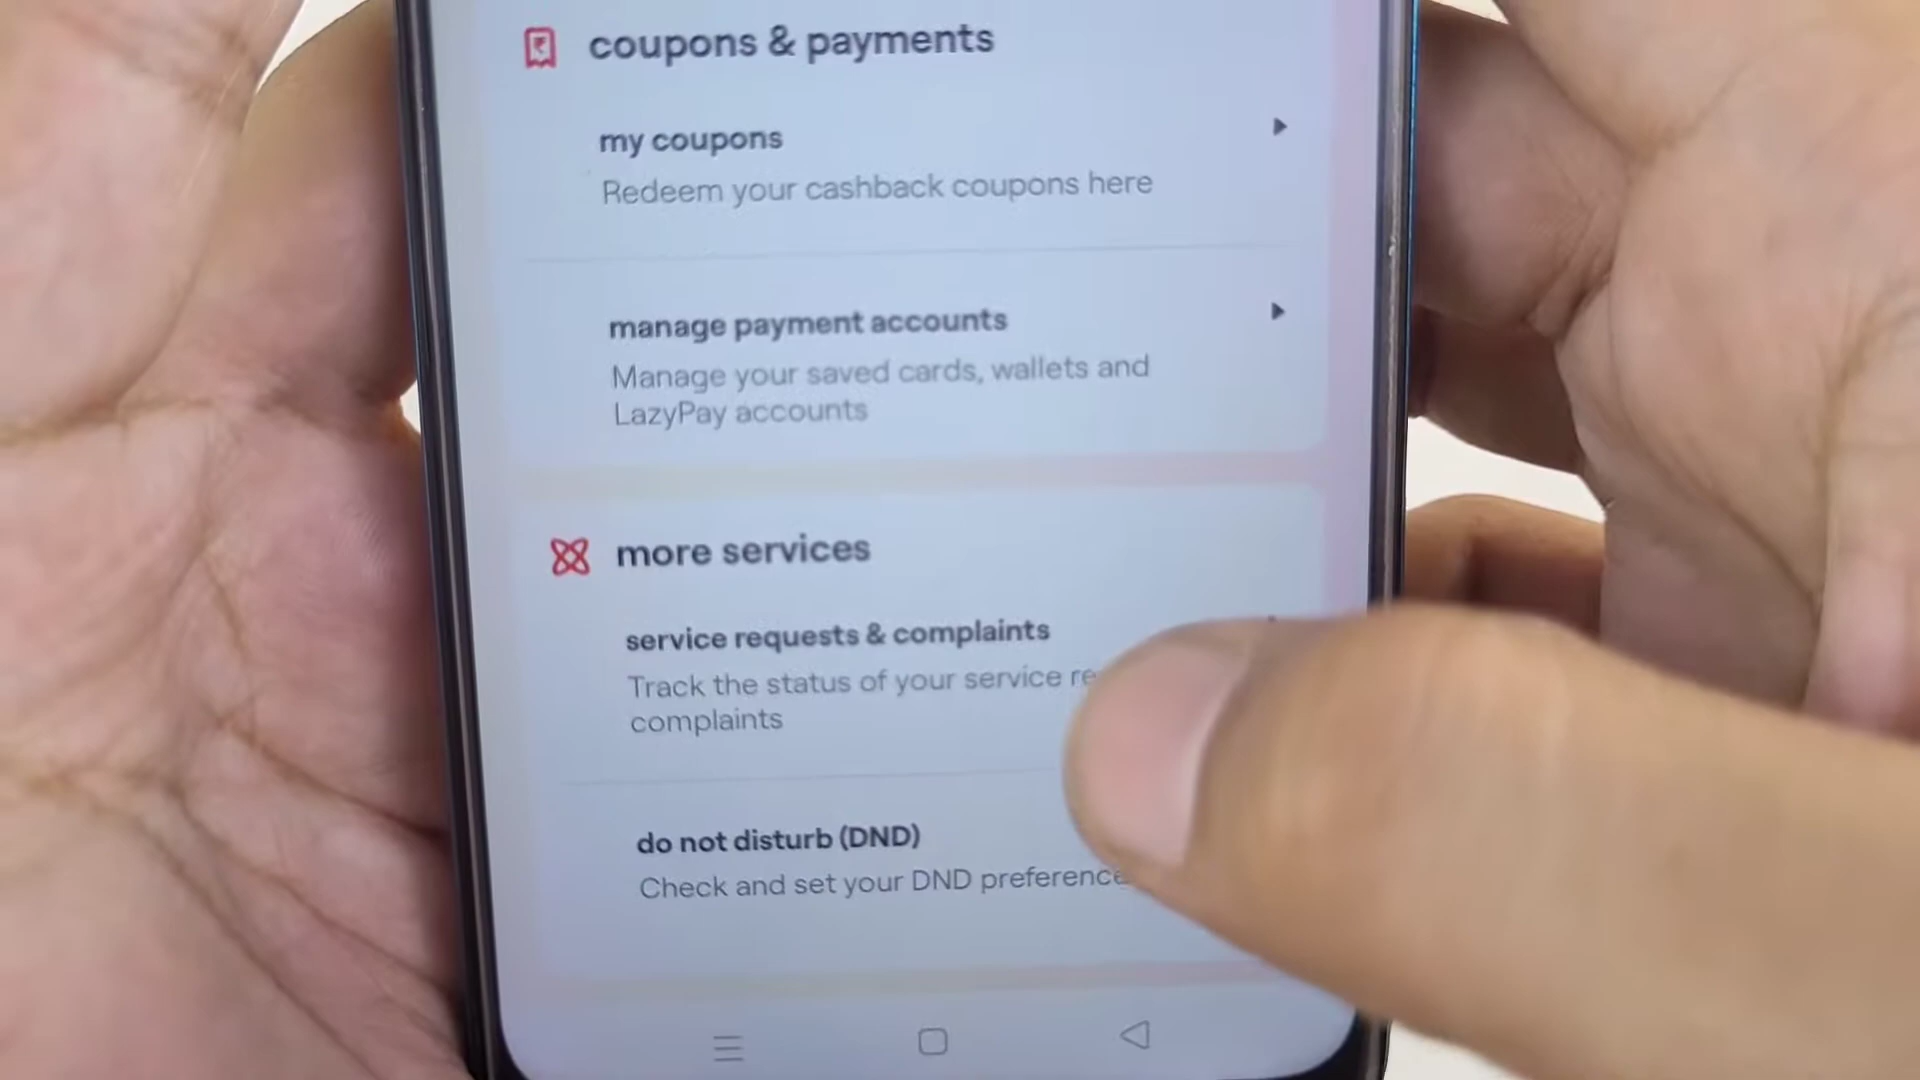 coupons & payments
my coupons
Redeem your cashback coupons here
manage payment accounts
Manage your saved cards, wallets and
LazyPay accounts
more services
service requests & complaints
Track the status of your service
complaints
do not disturb (DND)
Check and set your DND preference